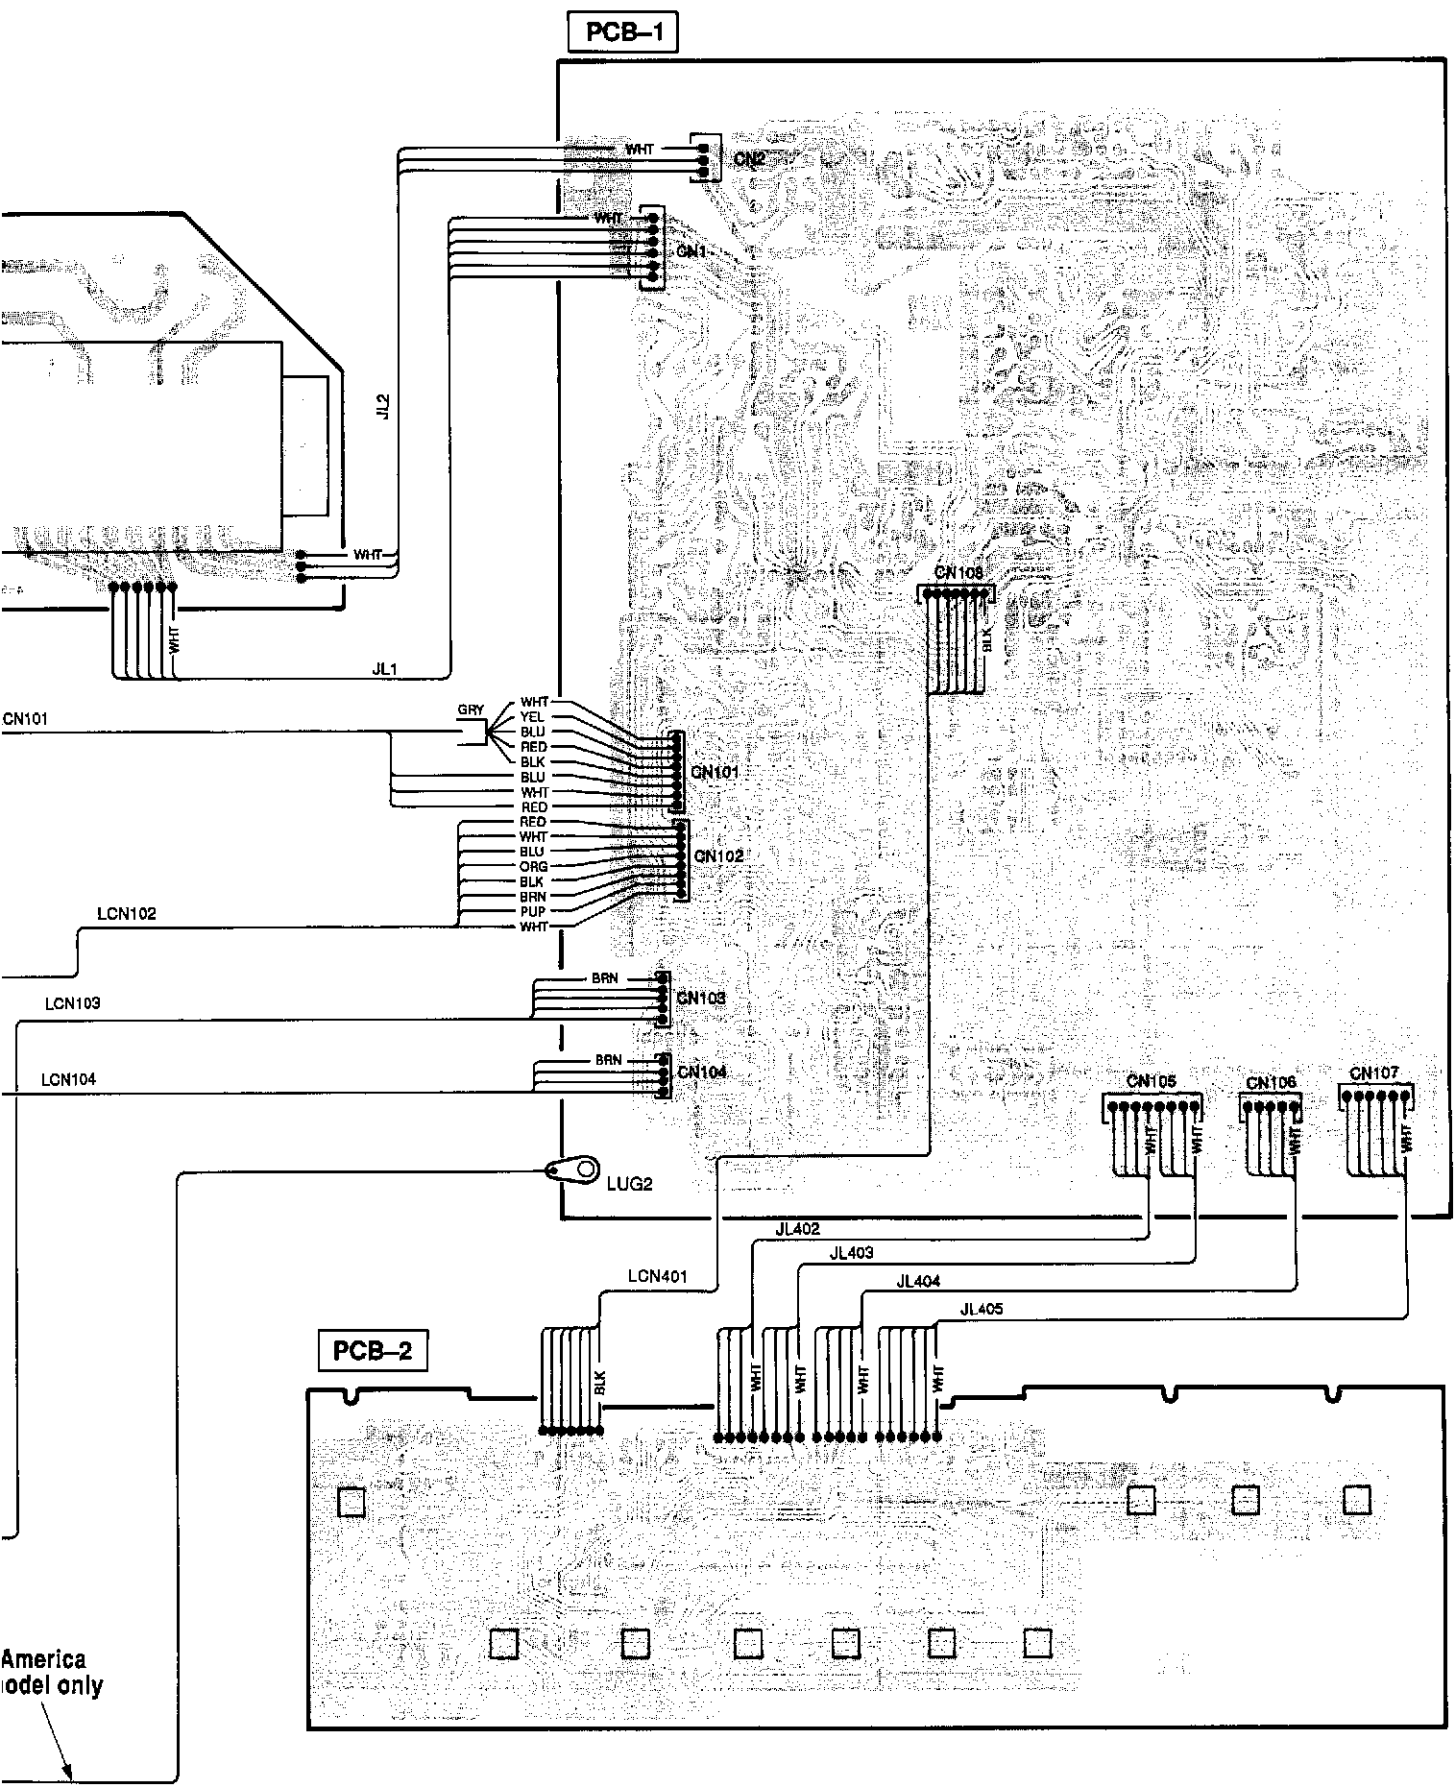 PCB–1
WHT
CN2
WHT
CN1
JL2
WHT
CN108
BLK
WHT
JL1
CN101
GRY
WHT
YEL
BLU
RED
BLK
BLU
WHT
RED
CN101
RED
WHT
BLU
ORG
BLK
BRN
PUP
WHT
CN102
LCN102
BRN
CN103
LCN103
BRN
CN104
LCN104
CN105
CN106
CN107
WHT
WHT
WHT
WHT
LUG2
JL402
JL403
LCN401
JL404
JL405
PCB–2
BLK
WHT
WHT
WHT
WHT
America
odel only